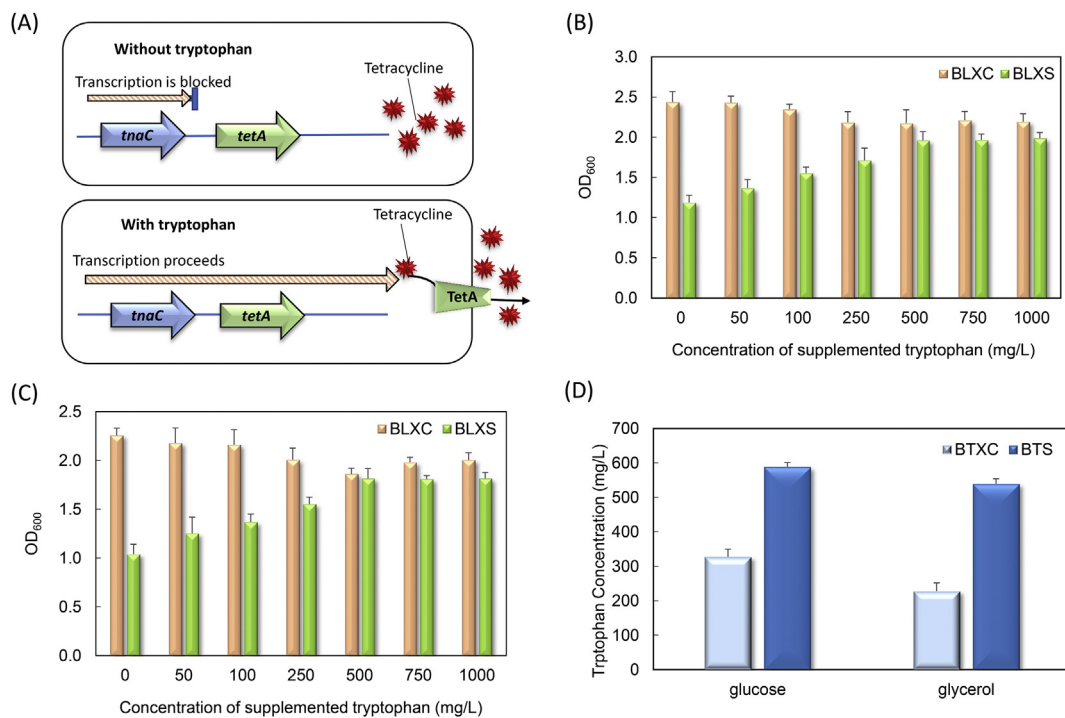 (A)
Without tryptophan
Transcription is blocked
Tetracycline
tnaC
tetA
With tryptophan
Tetracycline
Transcription proceeds
TetA
tnaC
tetA
(B)
3.0
2.5
2.0
1.5
1.0
0.5
0.0
OD600
BLXC
BLXS
0 50 100 250 500 750 1000
Concentration of supplemented tryptophan (mg/L)
(C)
2.5
2.0
1.5
1.0
0.5
0.0
OD600
BLXC
BLXS
0 50 100 250 500 750 1000
Concentration of supplemented tryptophan (mg/L)
(D)
700
600
500
400
300
200
100
0
Trptophan Concentration (mg/L)
BTXC
BTS
glucose glycerol